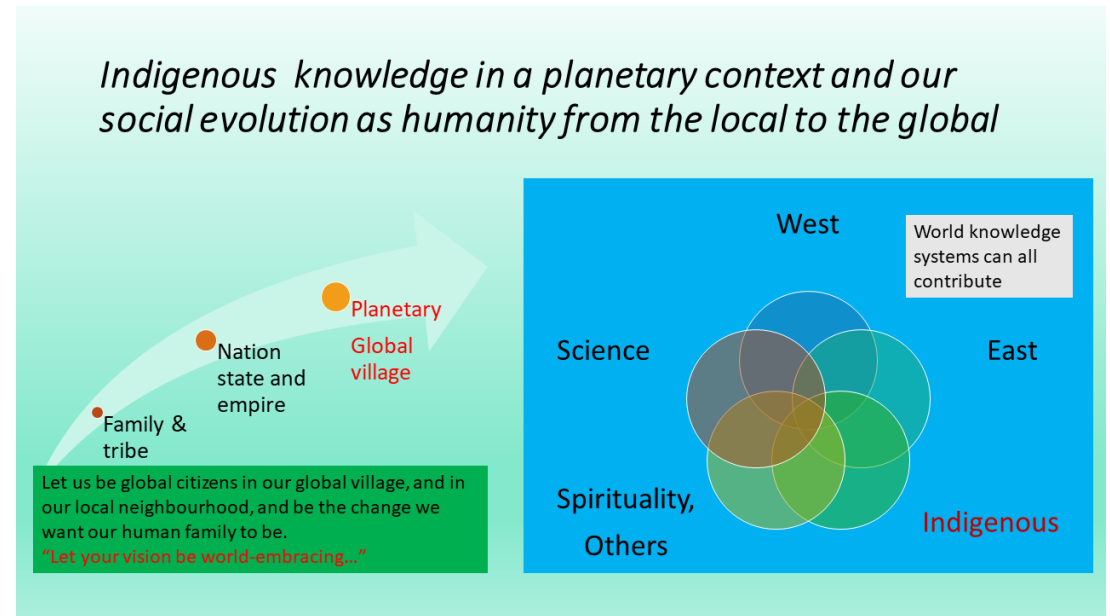 Indigenous  knowledge in a planetary context and our
social evolution as humanity from the local to the global
Planetary
Global
village
Nation
state and
empire
Family &
tribe
Let us be global citizens in our global village, and in
our local neighbourhood, and be the change we
want our human family to be.
“Let your vision be world-embracing…”
West
World knowledge
systems can all
contribute
Science
East
Spirituality,
Others
Indigenous